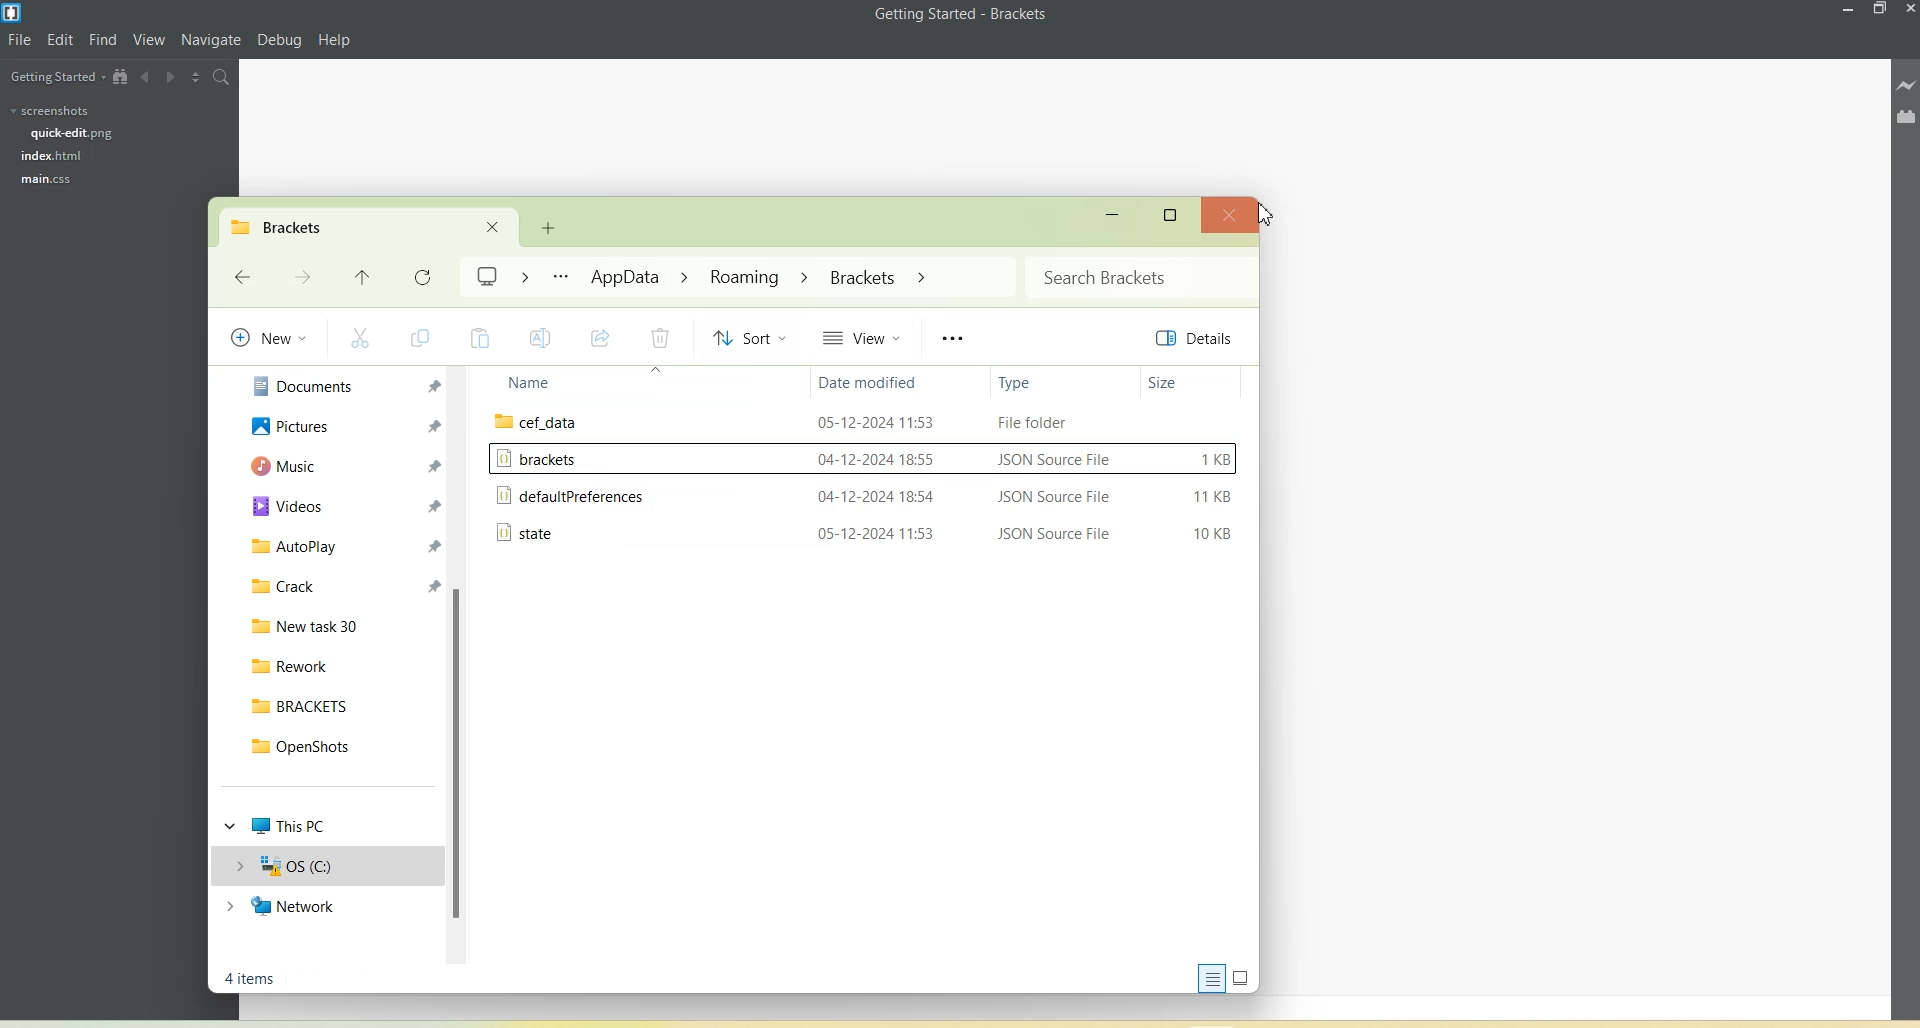 Getting Started - Brackets
File Edit Find View Navigate Debug Help
Getting Started
screenshots
quick-edit.png
index.html
main.css
Brackets
AppData > Roaming > Brackets >
Search Brackets
New
Sort
View
Details
Documents
Pictures
Music
Videos
AutoPlay
Crack
New task 30
Rework
BRACKETS
OpenShots
This PC
OS (C:)
Network
Name Date modified Type Size
cef_data 05-12-2024 11:53 File folder
brackets 04-12-2024 18:55 JSON Source File 1 KB
defaultPreferences 04-12-2024 18:54 JSON Source File 11 KB
state 05-12-2024 11:53 JSON Source File 10 KB
4 items